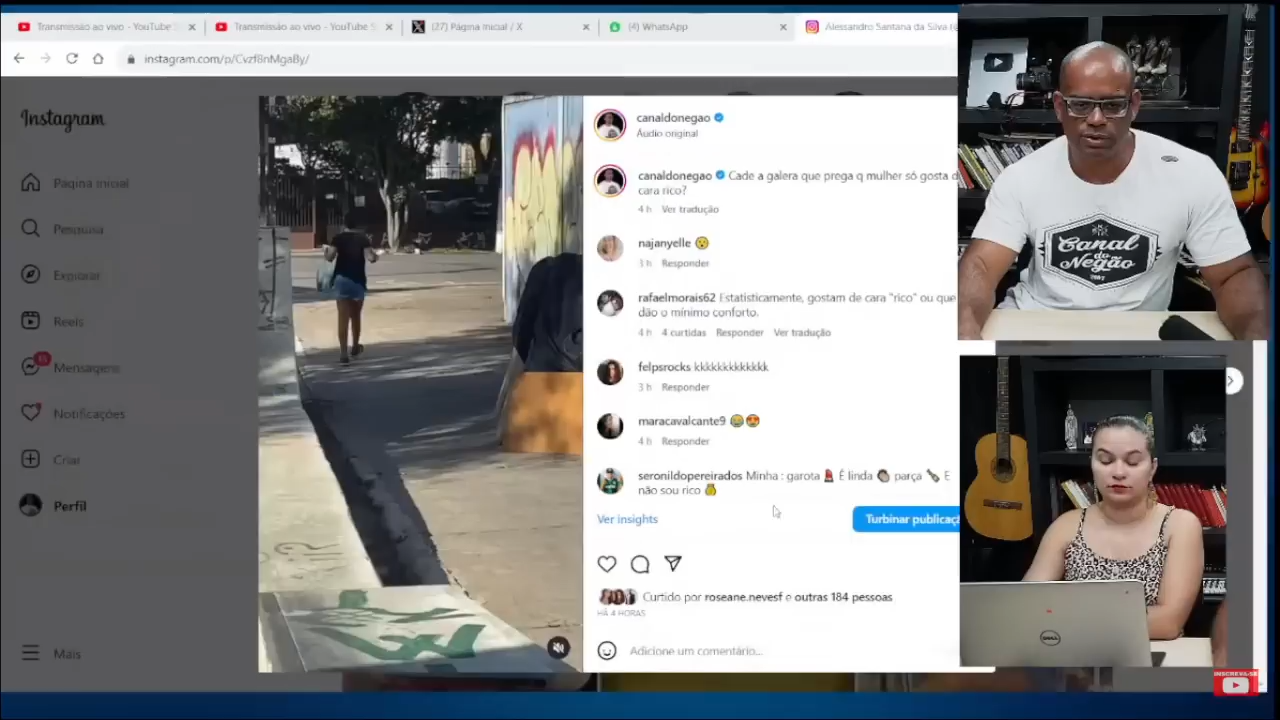 Transmissão ao vivo - YouTube S
Transmissão ao vivo - YouTube S
(27) Página Inicial / X
(4) WhatsApp
Alessandro Santana da Silva (
instagram.com/p/Cvzf8nMgaBy/
Instagram
Página inicial
Pesquisa
Explorar
Reels
Mensagens
Notificações
Criar
Perfil
Mais
canaldonegao
Áudio original
canaldonegao Cade a galera que prega q mulher só gosta d
cara rico?
4 h Ver tradução
najanyelle 😯
3 h Responder
rafaelmorais62 Estatisticamente, gostam de cara "rico" ou que
dão o mínimo conforto.
4 h 4 curtidas Responder Ver tradução
felpsrocks kkkkkkkkkkkkk
3 h Responder
maracavalcante9 😂😍
4 h Responder
seronildopereirados Minha : garota 💄 É linda 👏🏽 parça 🍾 E
não sou rico 💰
Ver insights
Turbinar publicaç
Curtido por roseane.nevesf e outras 184 pessoas
HÁ 4 HORAS
Adicione um comentário...
Canal
do
Negão
DELL
INSCREVA-SE